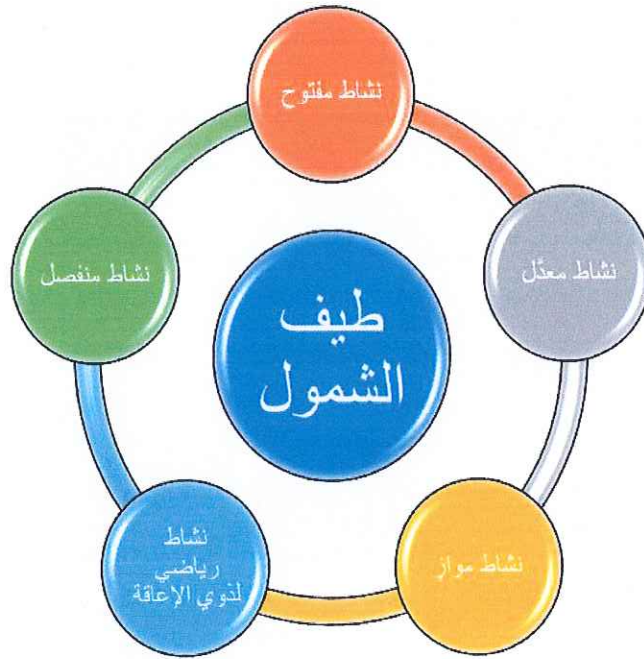 نشاط مفتوح
نشاط معدَّل
نشاط مواز
نشاط
رياضي
لذوي الإعاقة
نشاط منفصل
طيف
الشمول